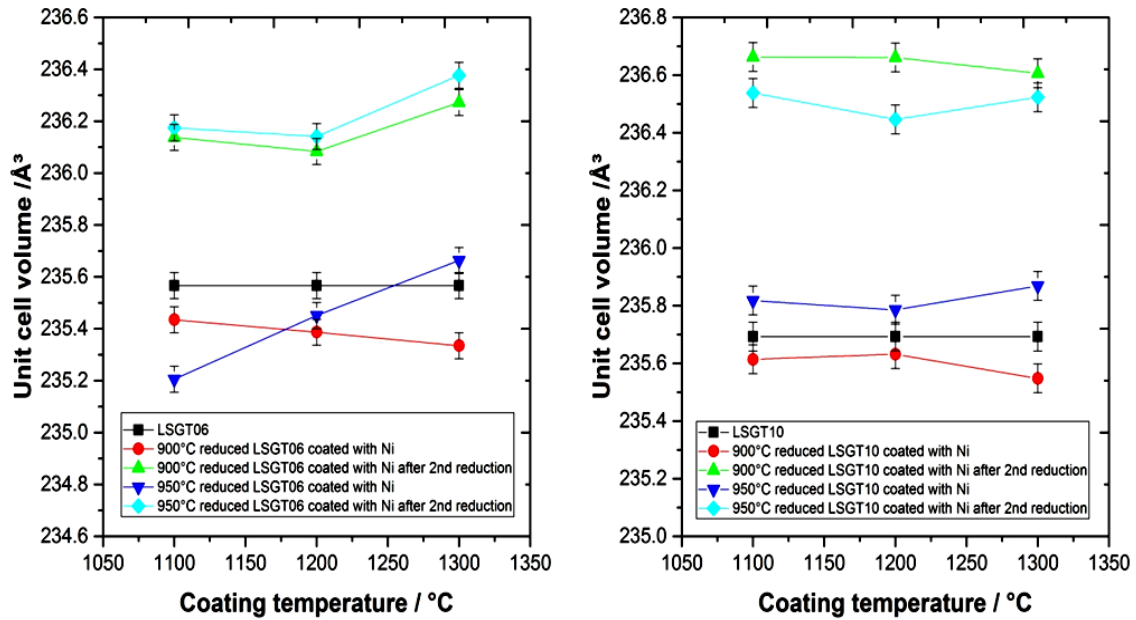 236.6
236.4
236.2
236.0
235.8
235.6
235.4
235.2
235.0
234.8
234.6
Unit cell volume /Å³
LSGT06
900°C reduced LSGT06 coated with Ni
900°C reduced LSGT06 coated with Ni after 2nd reduction
950°C reduced LSGT06 coated with Ni
950°C reduced LSGT06 coated with Ni after 2nd reduction
1050 1100 1150 1200 1250 1300 1350
Coating temperature / °C
236.8
236.6
236.4
236.2
236.0
235.8
235.6
235.4
235.2
235.0
Unit cell volume /Å³
LSGT10
900°C reduced LSGT10 coated with Ni
900°C reduced LSGT10 coated with Ni after 2nd reduction
950°C reduced LSGT10 coated with Ni
950°C reduced LSGT10 coated with Ni after 2nd reduction
1050 1100 1150 1200 1250 1300 1350
Coating temperature / °C